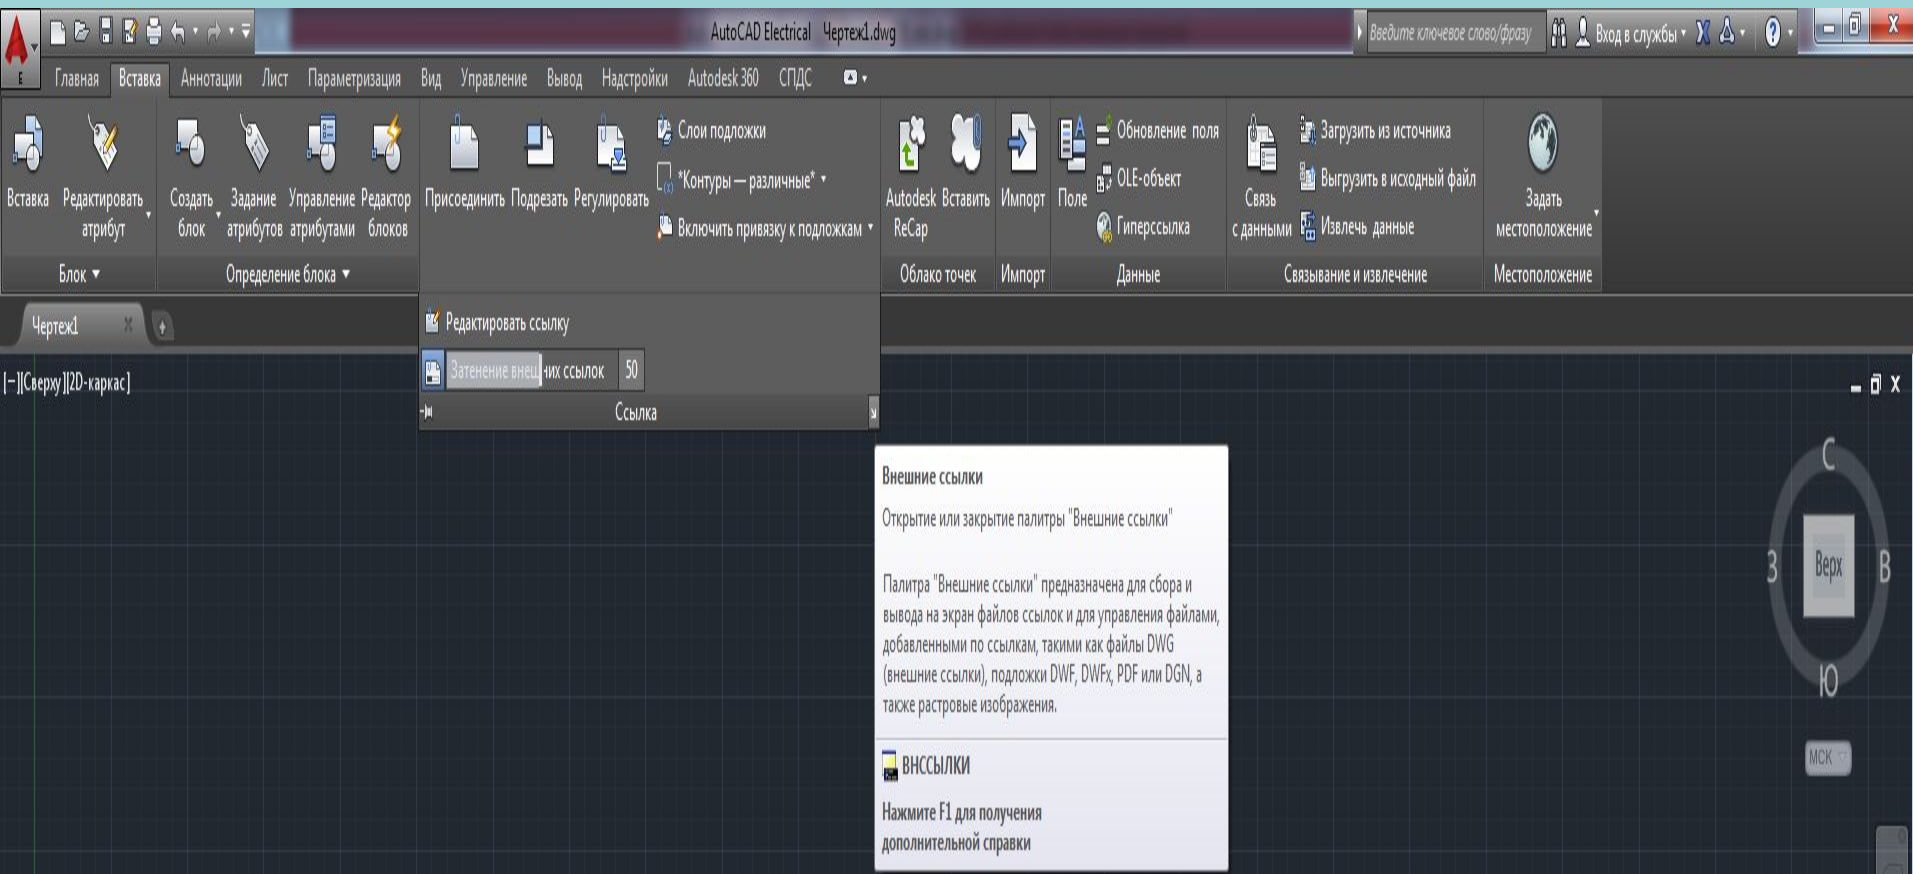 AutoCAD Electrical Чертеж1.dwg
Введите ключевое слово/фразу
Вход в службы
E
Главная Вставка Аннотации Лист Параметризация Вид Управление Вывод Надстройки Autodesk 360 СПДС
Вставка
Редактировать
атрибут
Блок
Создать
блок
Задание
атрибутов
Управление
атрибутами
Редактор
блоков
Определение блока
Присоединить
Подрезать
Регулировать
Слои подложки
*Контуры — различные*
Включить привязку к подложкам
Autodesk
ReCap
Вставить
Облако точек
Импорт
Импорт
Поле
Обновление поля
OLE-объект
Гиперссылка
Данные
Связь
с данными
Загрузить из источника
Выгрузить в исходный файл
Извлечь данные
Связывание и извлечение
Задать
местоположение
Местоположение
Чертеж1
Редактировать ссылку
Затенение внешних ссылок 50
Ссылка
[–][Сверху][2D-каркас]
Внешние ссылки
Открытие или закрытие палитры "Внешние ссылки"
Палитра "Внешние ссылки" предназначена для сбора и
вывода на экран файлов ссылок и для управления файлами,
добавленными по ссылкам, такими как файлы DWG
(внешние ссылки), подложки DWF, DWFx, PDF или DGN, а
также растровые изображения.
ВНССЫЛКИ
Нажмите F1 для получения
дополнительной справки
С
З
Верх
В
Ю
МСК